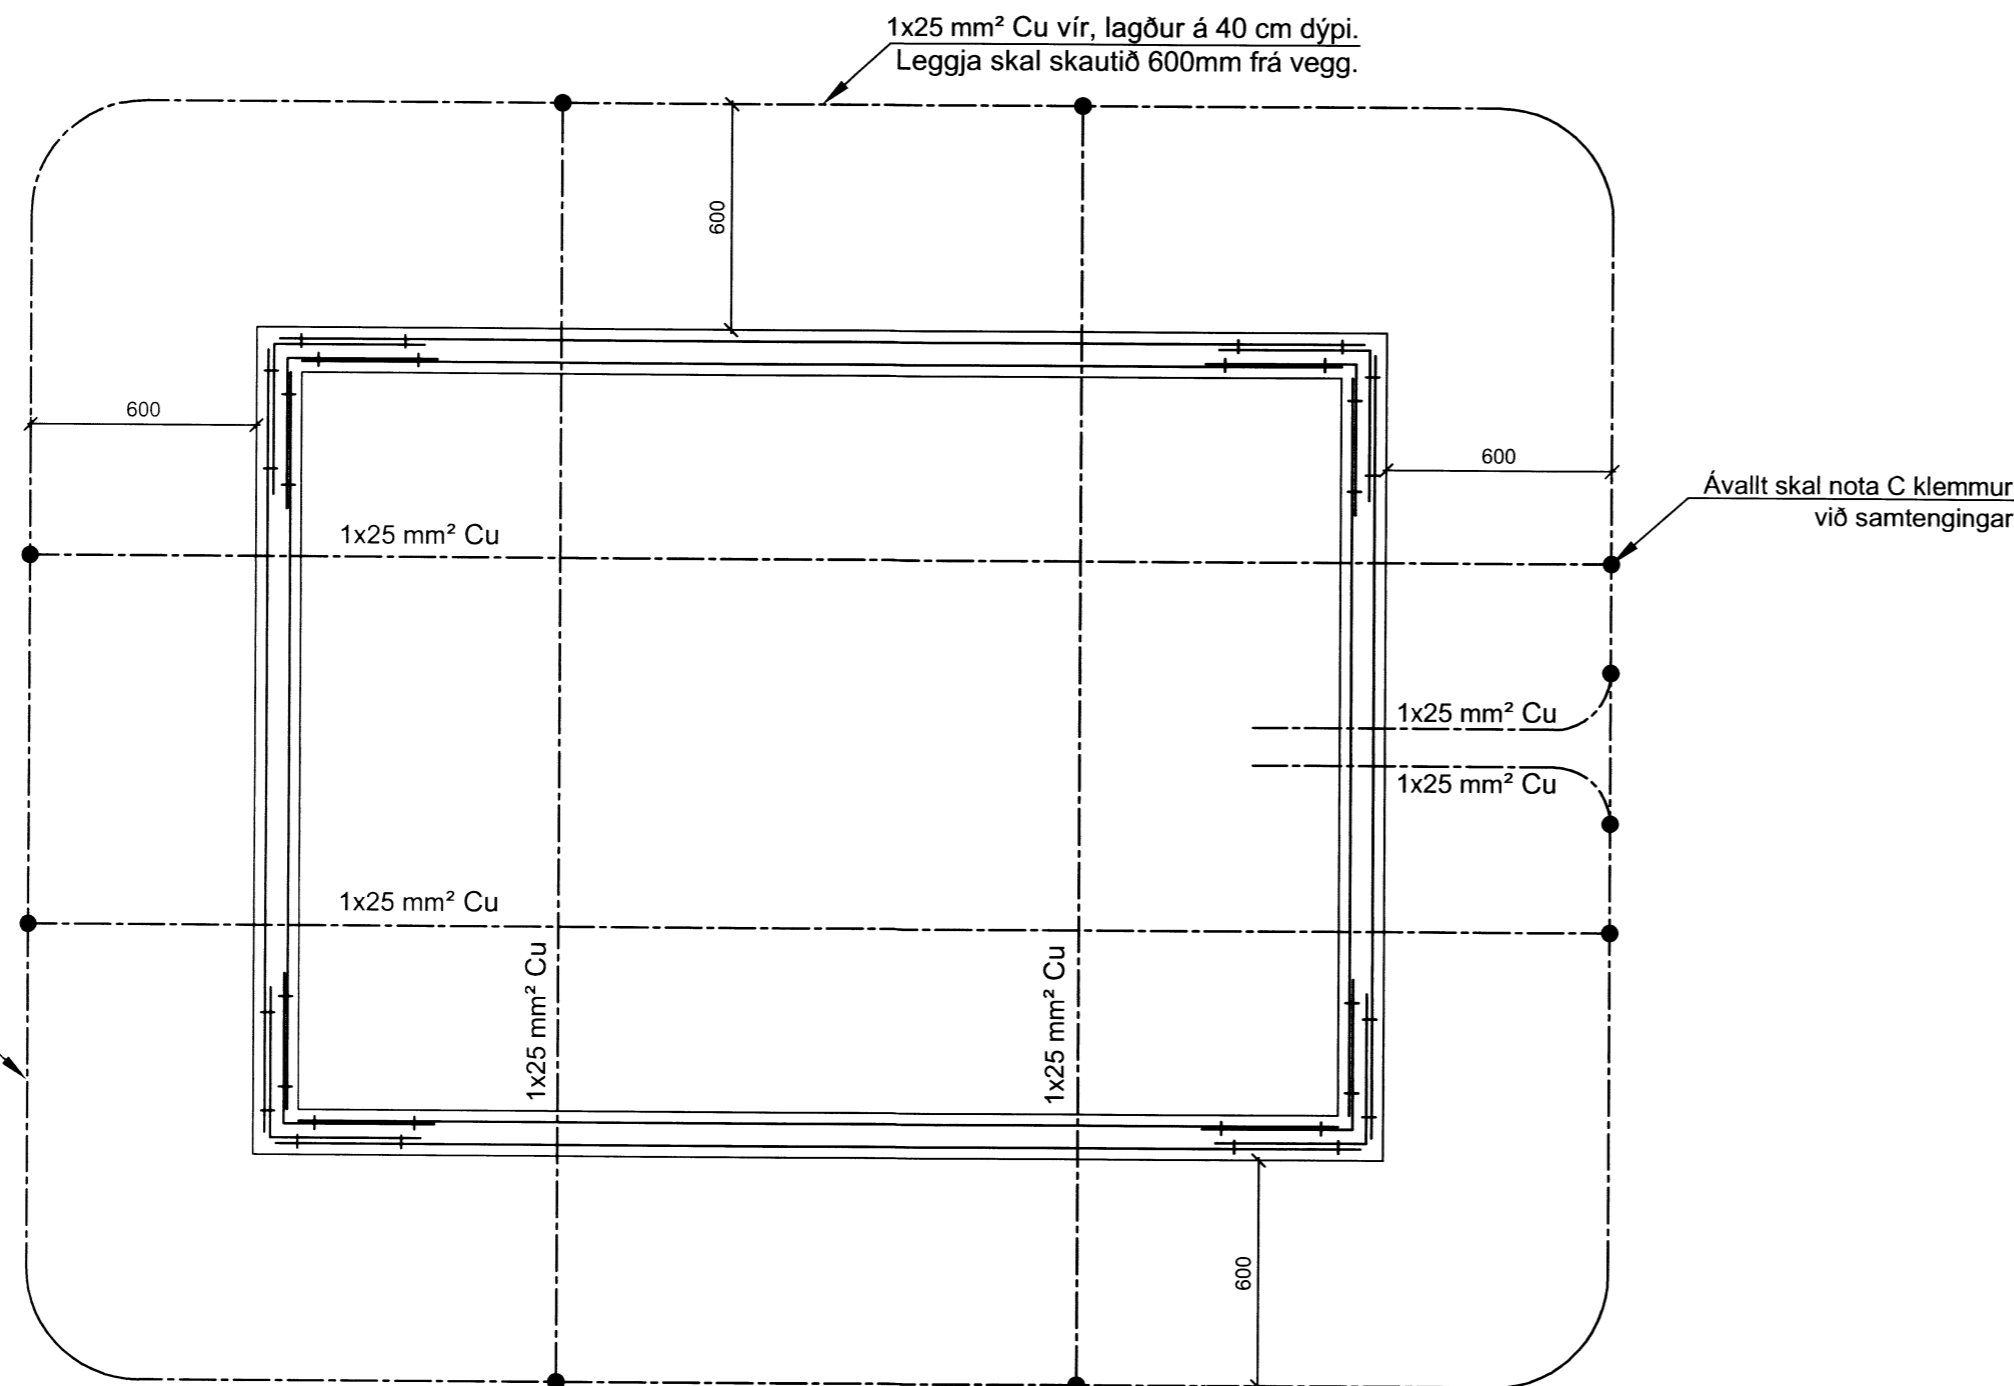 1x25 mm² Cu vír, lagður á 40 cm dýpi.
Leggja skal skautið 600mm frá vegg.
600
600
600
Ávallt skal nota C klemmur
við samtengingar
1x25 mm² Cu
1x25 mm² Cu
1x25 mm² Cu
1x25 mm² Cu
1x25 mm² Cu
1x25 mm² Cu
600